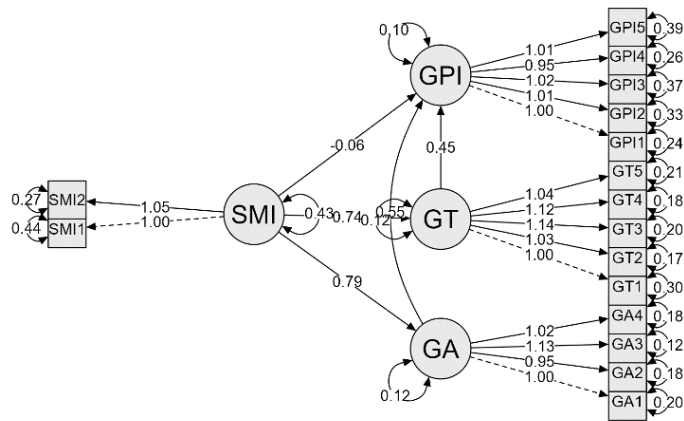 0.10
GPI
1.01
0.95
1.02
1.01
1.00
GPI5
0.39
GPI4
0.26
GPI3
0.37
GPI2
0.33
GPI1
0.24
-0.06
0.45
0.27
SMI2
0.44
SMI1
1.05
1.00
SMI
0.43
0.74
0.55
0.12
GT
1.04
1.12
1.14
1.03
1.00
GT5
0.21
GT4
0.18
GT3
0.20
GT2
0.17
GT1
0.30
0.79
GA
0.12
1.02
1.13
0.95
1.00
GA4
0.18
GA3
0.12
GA2
0.18
GA1
0.20